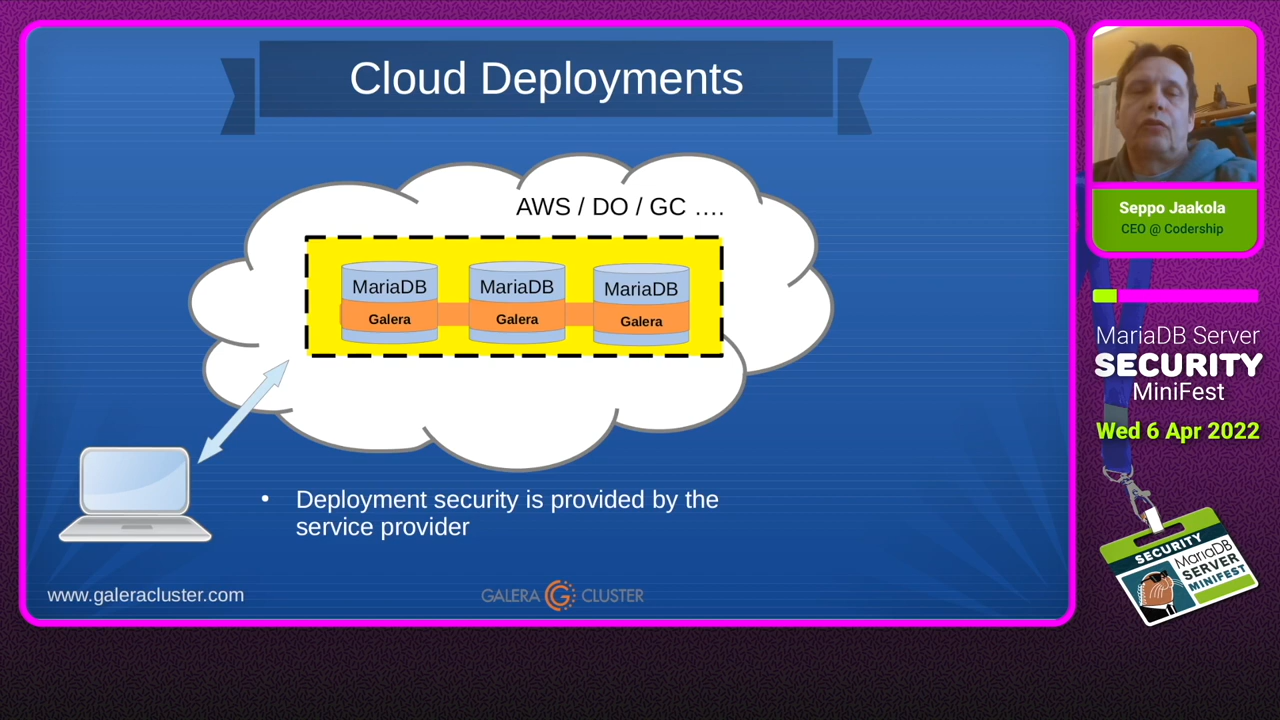 Cloud Deployments
AWS / DO / GC ....
MariaDB
Galera
MariaDB
Galera
MariaDB
Galera
• Deployment security is provided by the
service provider
www.galeracluster.com
GALERA CLUSTER
Seppo Jaakola
CEO @ Codership
MariaDB Server
SECURITY
MiniFest
Wed 6 Apr 2022
SECURITY
MariaDB
SERVER
MINIFEST